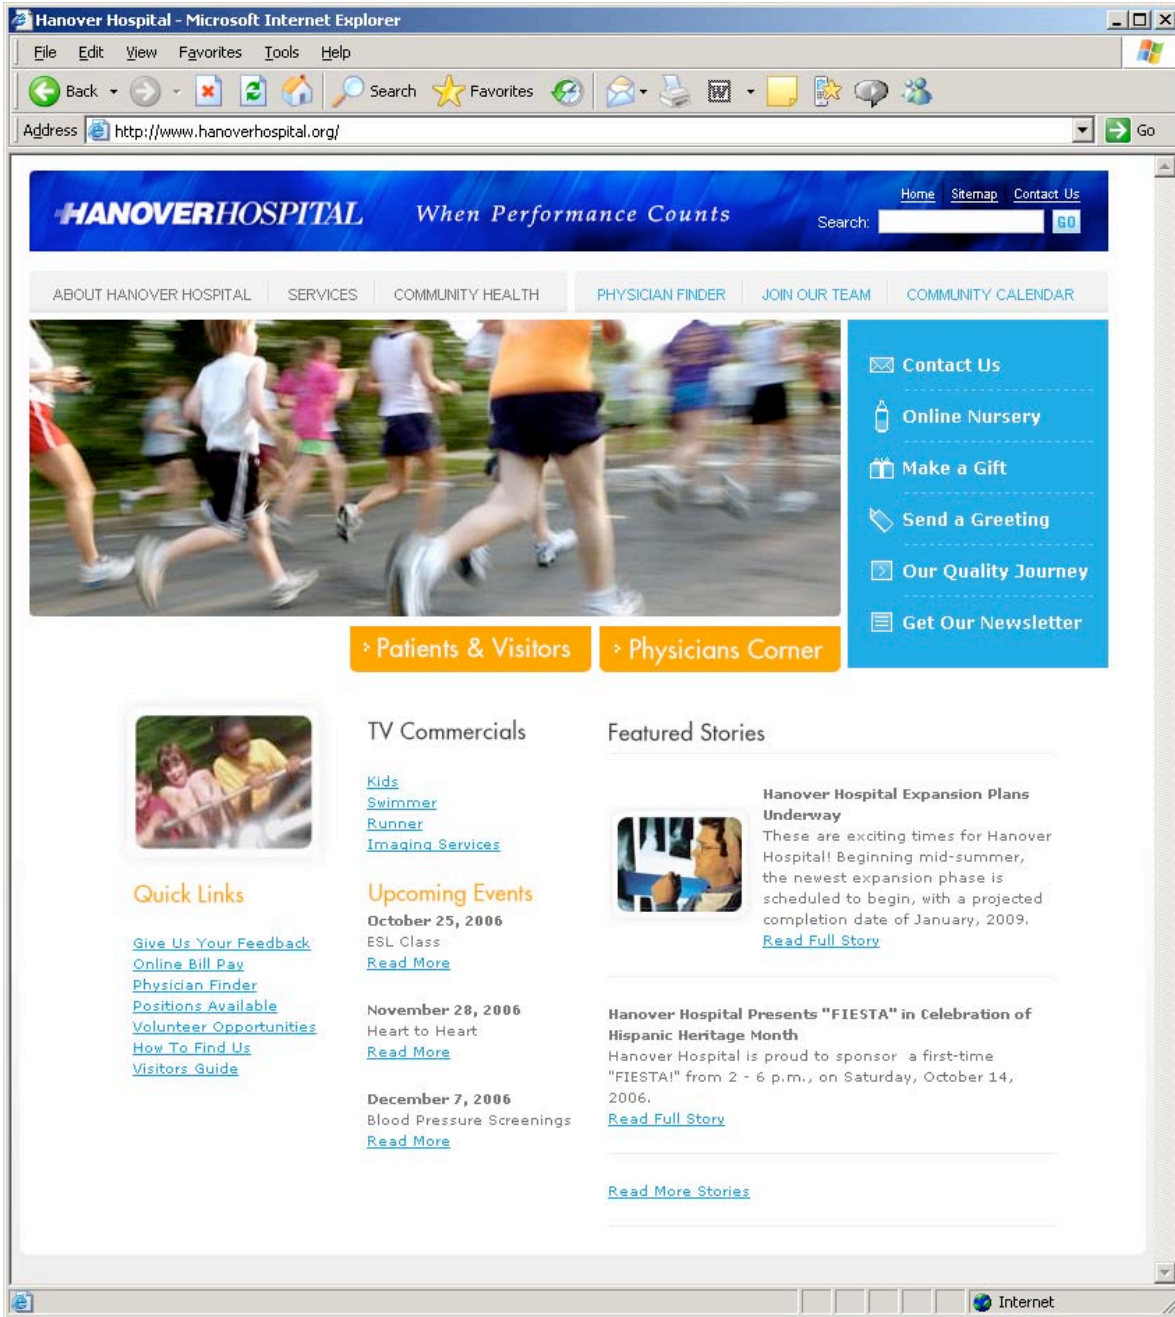 Hanover Hospital - Microsoft Internet Explorer
File Edit View Favorites Tools Help
Back Search Favorites
Address http://www.hanoverhospital.org/ Go
HANOVERHOSPITAL When Performance Counts
Home Sitemap Contact Us
Search: GO
ABOUT HANOVER HOSPITAL SERVICES COMMUNITY HEALTH PHYSICIAN FINDER JOIN OUR TEAM COMMUNITY CALENDAR
Contact Us
Online Nursery
Make a Gift
Send a Greeting
Our Quality Journey
Get Our Newsletter
Patients & Visitors
Physicians Corner
Quick Links
Give Us Your Feedback
Online Bill Pay
Physician Finder
Positions Available
Volunteer Opportunities
How To Find Us
Visitors Guide
TV Commercials
Kids
Swimmer
Runner
Imaging Services
Upcoming Events
October 25, 2006
ESL Class
Read More
November 28, 2006
Heart to Heart
Read More
December 7, 2006
Blood Pressure Screenings
Read More
Featured Stories
Hanover Hospital Expansion Plans
Underway
These are exciting times for Hanover
Hospital! Beginning mid-summer,
the newest expansion phase is
scheduled to begin, with a projected
completion date of January, 2009.
Read Full Story
Hanover Hospital Presents "FIESTA" in Celebration of
Hispanic Heritage Month
Hanover Hospital is proud to sponsor a first-time
"FIESTA!" from 2 - 6 p.m., on Saturday, October 14,
2006.
Read Full Story
Read More Stories
Internet